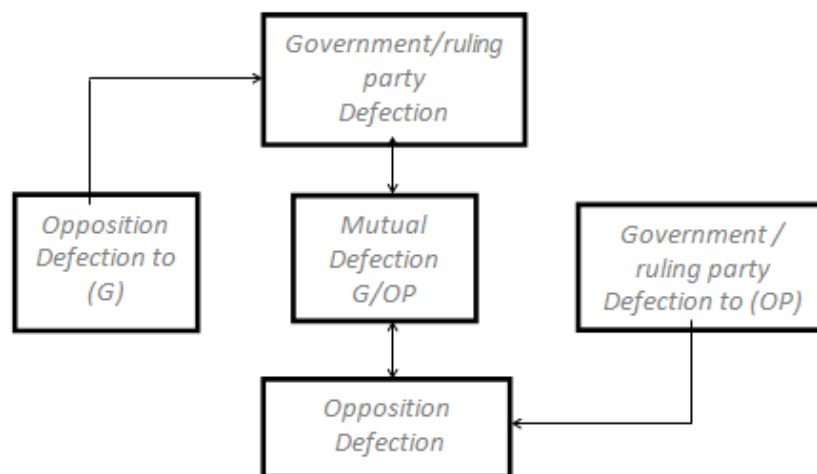 Government/ruling
party
Defection
Opposition
Defection to
(G)
Mutual
Defection
G/OP
Government /
ruling party
Defection to (OP)
Opposition
Defection